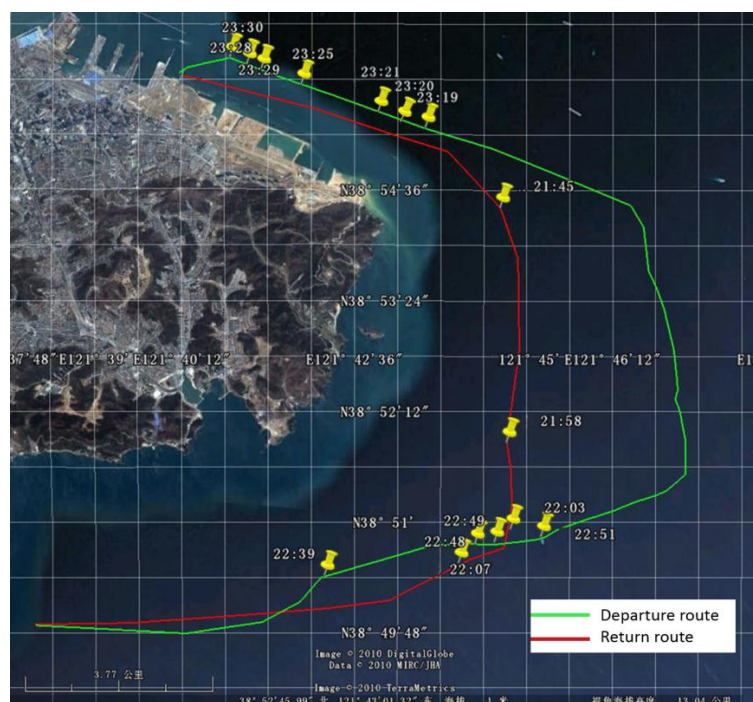 23:30
23:28
23:25
23:29
23:21
23:20
23:19
N38° 54'36"
21:45
N38° 53'24"
37'48" E121° 39' E121° 40'12"
E121° 42'36"
121° 45' E121° 46'12"
E1
N38° 52'12"
21:58
N38° 51'
22:49
22:03
22:48
22:51
22:39
22:07
Departure route
Return route
N38° 49'48"
Image © 2010 DigitalGlobe
Data © 2010 MIRC/JHA
3.77 公里
Image © 2010 TerraMetrics